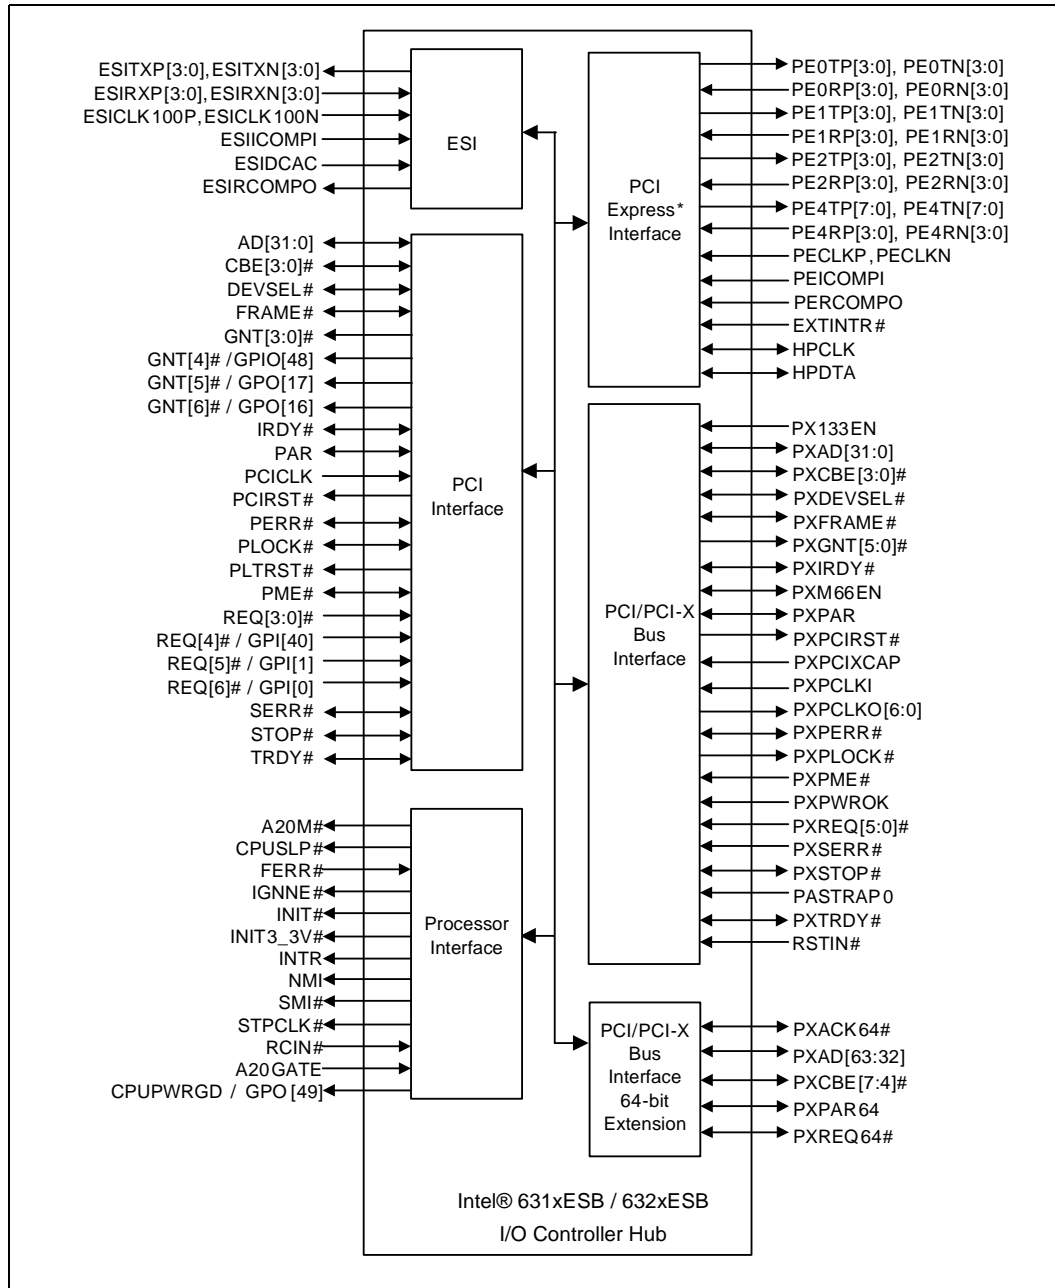 ESITXP[3:0], ESITXN[3:0]
ESIRXP[3:0], ESIRXN[3:0]
ESICLK100P, ESICLK100N
ESIICOMPI
ESIDCAC
ESIRCOMPO
ESI
AD[31:0]
CBE[3:0]#
DEVSEL#
FRAME#
GNT[3:0]#
GNT[4]# /GPIO[48]
GNT[5]# / GPO[17]
GNT[6]# / GPO[16]
IRDY#
PAR
PCICLK
PCIRST#
PERR#
PLOCK#
PLTRST#
PME#
REQ[3:0]#
REQ[4]# / GPI[40]
REQ[5]# / GPI[1]
REQ[6]# / GPI[0]
SERR#
STOP#
TRDY#
PCI
Interface
A20M#
CPUSLP#
FERR#
IGNNE#
INIT#
INIT3_3V#
INTR
NMI
SMI#
STPCLK#
RCIN#
A20GATE
CPUPWRGD / GPO[49]
Processor
Interface
PCI
Express*
Interface
PE0TP[3:0], PE0TN[3:0]
PE0RP[3:0], PE0RN[3:0]
PE1TP[3:0], PE1TN[3:0]
PE1RP[3:0], PE1RN[3:0]
PE2TP[3:0], PE2TN[3:0]
PE2RP[3:0], PE2RN[3:0]
PE4TP[7:0], PE4TN[7:0]
PE4RP[3:0], PE4RN[3:0]
PECLKP, PECLKN
PEICOMPI
PERCOMPO
EXTINTR#
HPCLK
HPDTA
PCI/PCI-X
Bus
Interface
PX133EN
PXAD[31:0]
PXCBE[3:0]#
PXDEVSEL#
PXFRAME#
PXGNT[5:0]#
PXIRDY#
PXM66EN
PXPAR
PXPCIRST#
PXPCIXCAP
PXPCLKI
PXPCLKO[6:0]
PXPERR#
PXPLOCK#
PXPME#
PXPWROK
PXREQ[5:0]#
PXSERR#
PXSTOP#
PASTRAP0
PXTRDY#
RSTIN#
PCI/PCI-X
Bus
Interface
64-bit
Extension
PXACK64#
PXAD[63:32]
PXCBE[7:4]#
PXPAR64
PXREQ64#
Intel® 631xESB / 632xESB
I/O Controller Hub